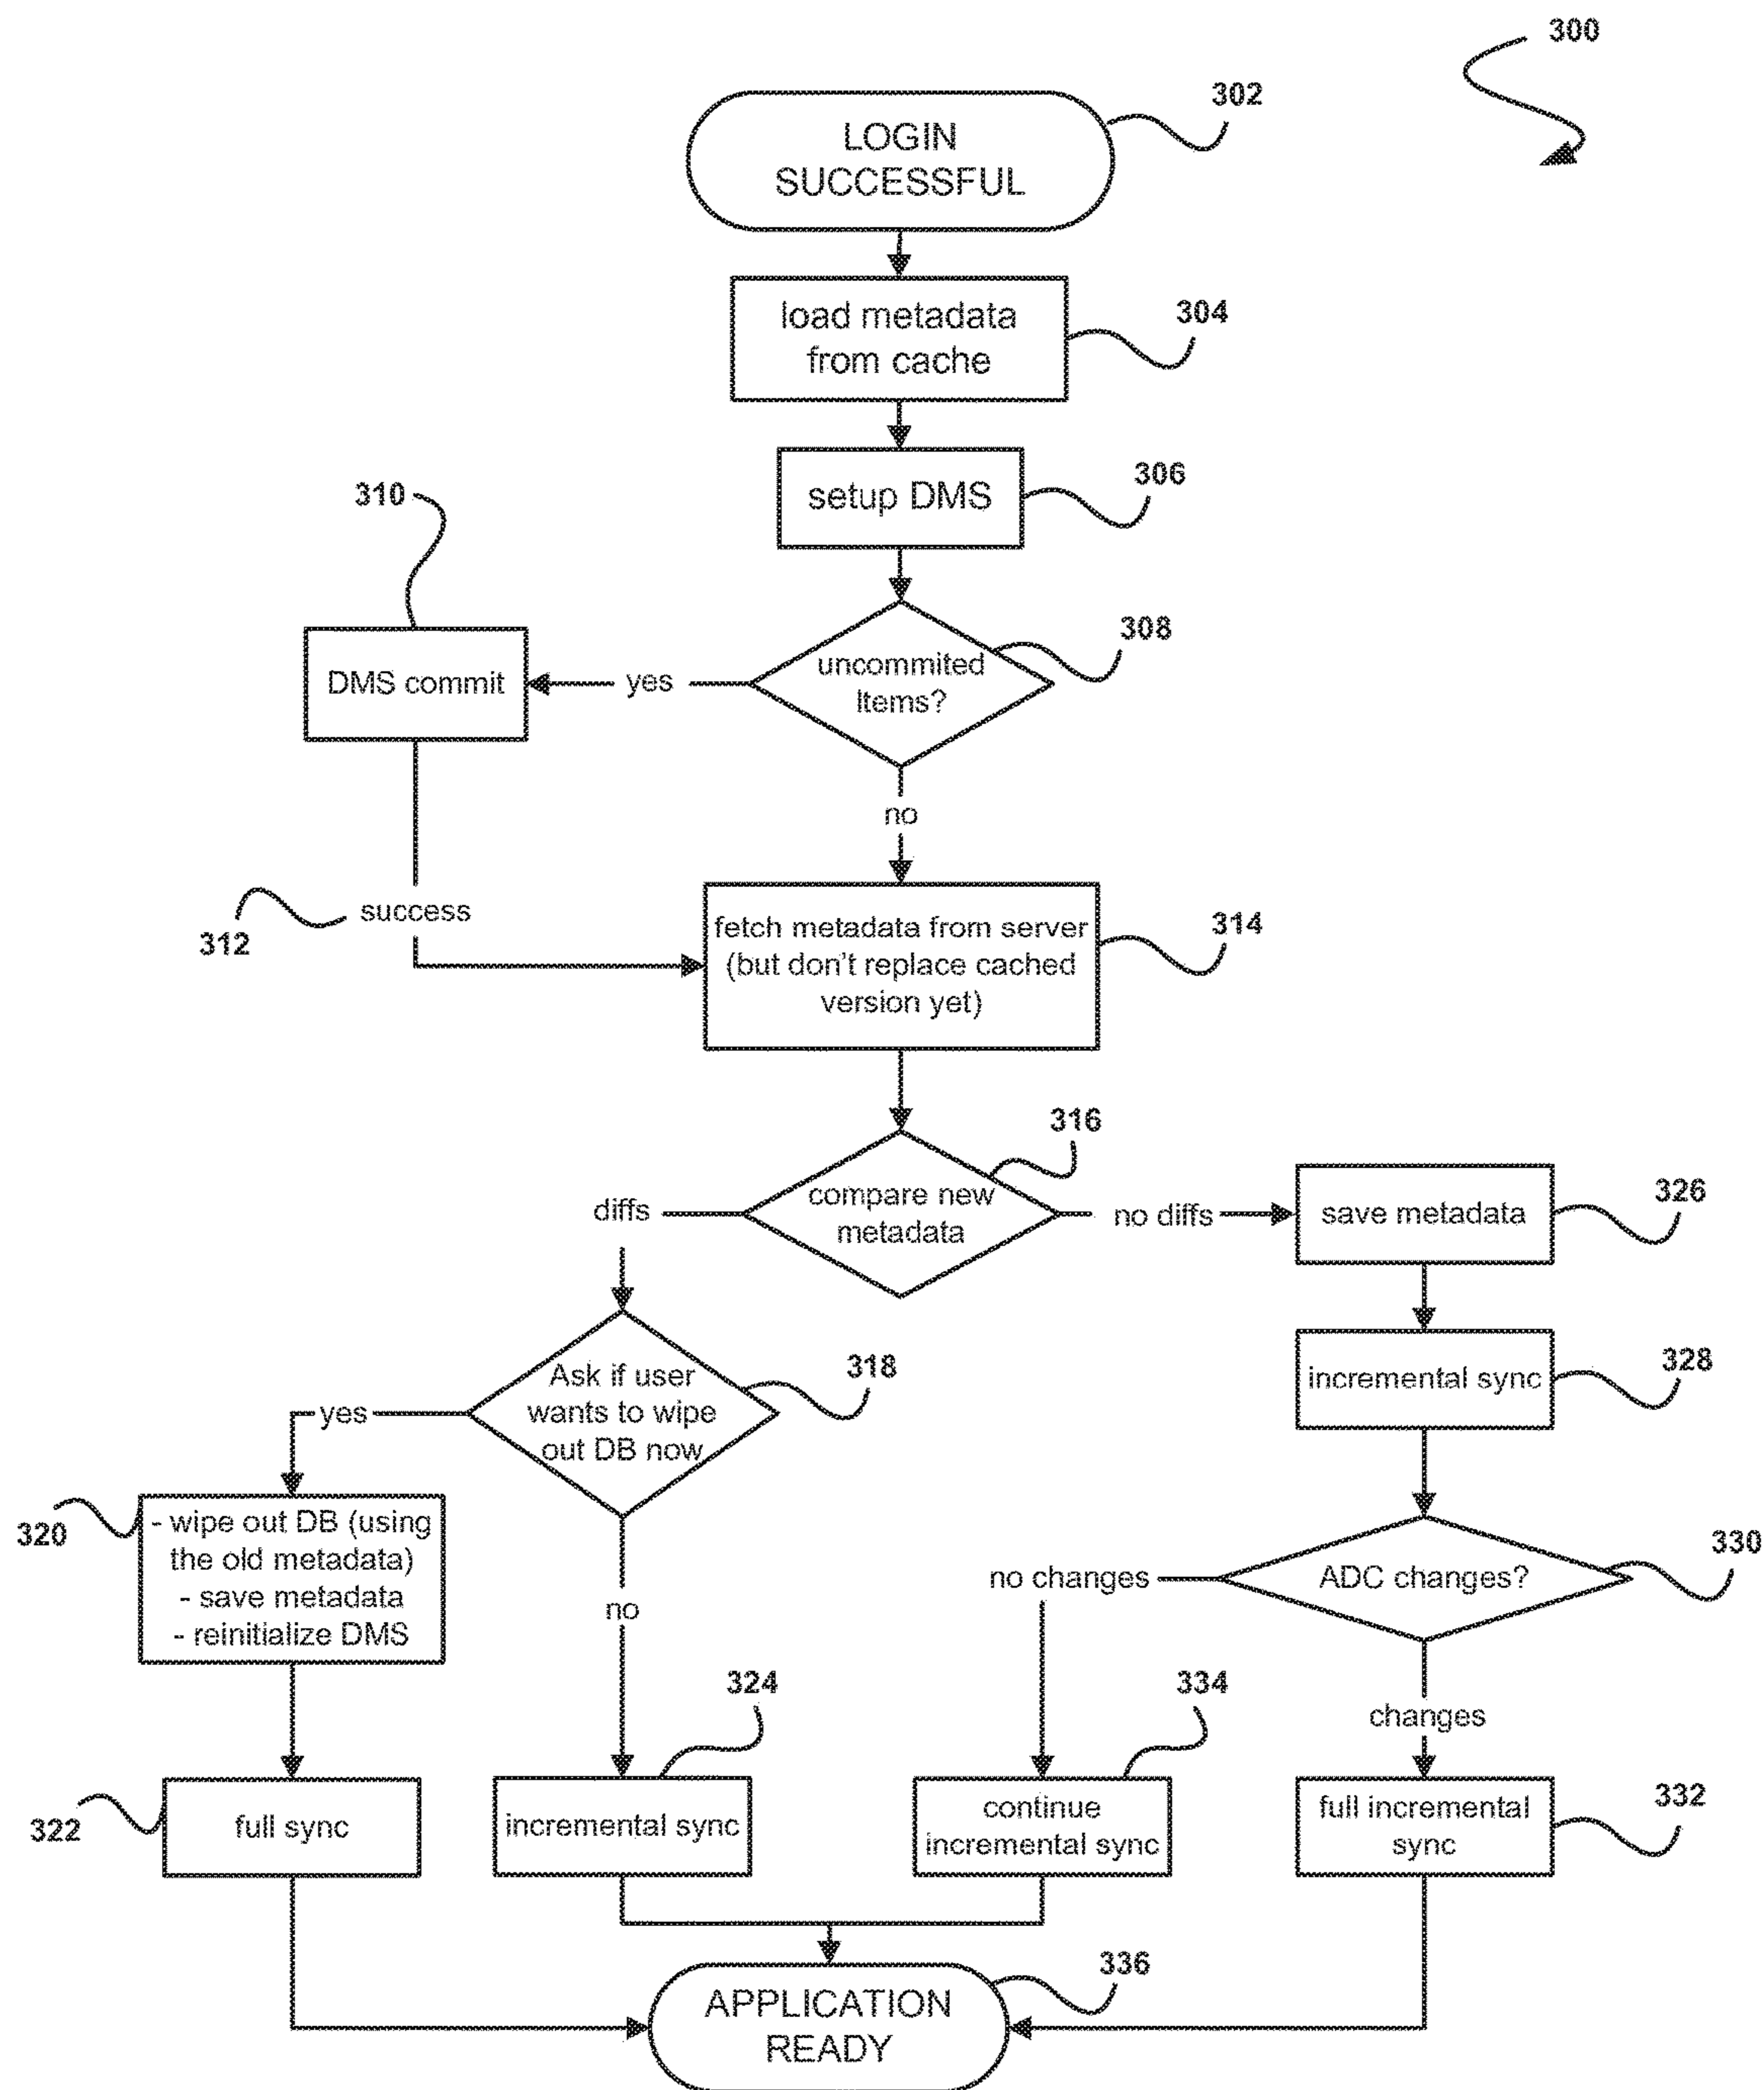 300
302
LOGIN
SUCCESSFUL
304
load metadata
from cache
306
setup DMS
310
308
uncommited
Items?
yes
DMS commit
no
312
success
314
fetch metadata from server
(but don't replace cached
version yet)
316
compare new
metadata
diffs
no diffs
326
save metadata
318
Ask if user
wants to wipe
out DB now
328
incremental sync
yes
320
- wipe out DB (using
the old metadata)
- save metadata
- reinitialize DMS
no
330
ADC changes?
no changes
changes
324
334
322
full sync
incremental sync
continue
incremental sync
332
full incremental
sync
336
APPLICATION
READY